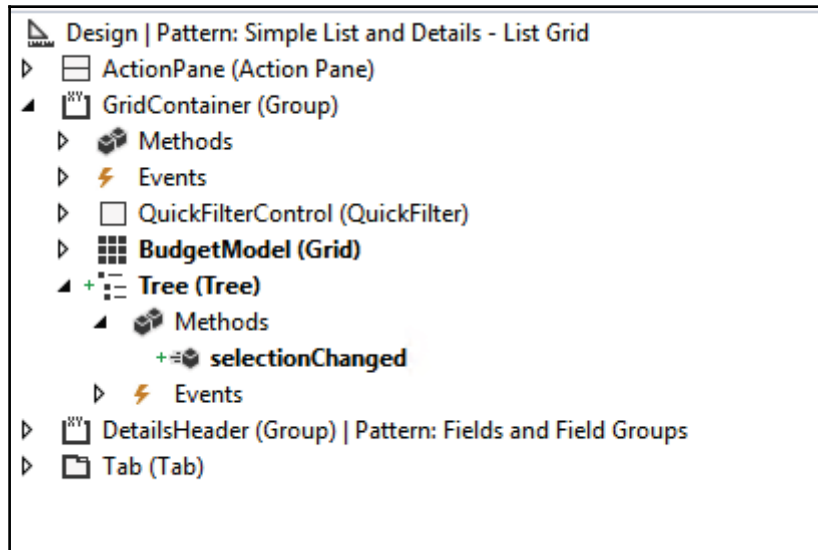 Design | Pattern: Simple List and Details - List Grid
ActionPane (Action Pane)
GridContainer (Group)
Methods
Events
QuickFilterControl (QuickFilter)
BudgetModel (Grid)
Tree (Tree)
Methods
selectionChanged
Events
DetailsHeader (Group) | Pattern: Fields and Field Groups
Tab (Tab)